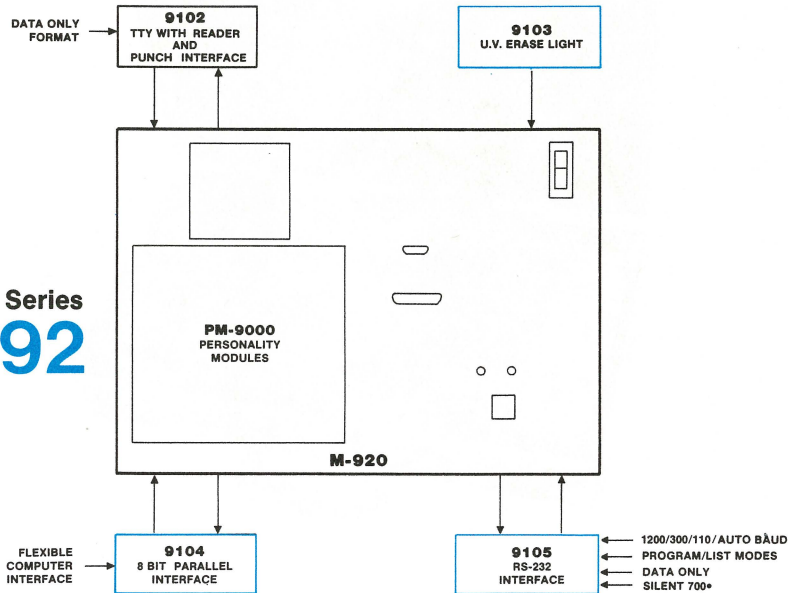 DATA ONLY
FORMAT
9102
TTY WITH READER
AND
PUNCH INTERFACE
9103
U.V. ERASE LIGHT
Series
92
PM-9000
PERSONALITY
MODULES
M-920
FLEXIBLE
COMPUTER
INTERFACE
9104
8 BIT PARALLEL
INTERFACE
9105
RS-232
INTERFACE
1200/300/110/AUTO BAUD
PROGRAM/LIST MODES
DATA ONLY
SILENT 700•